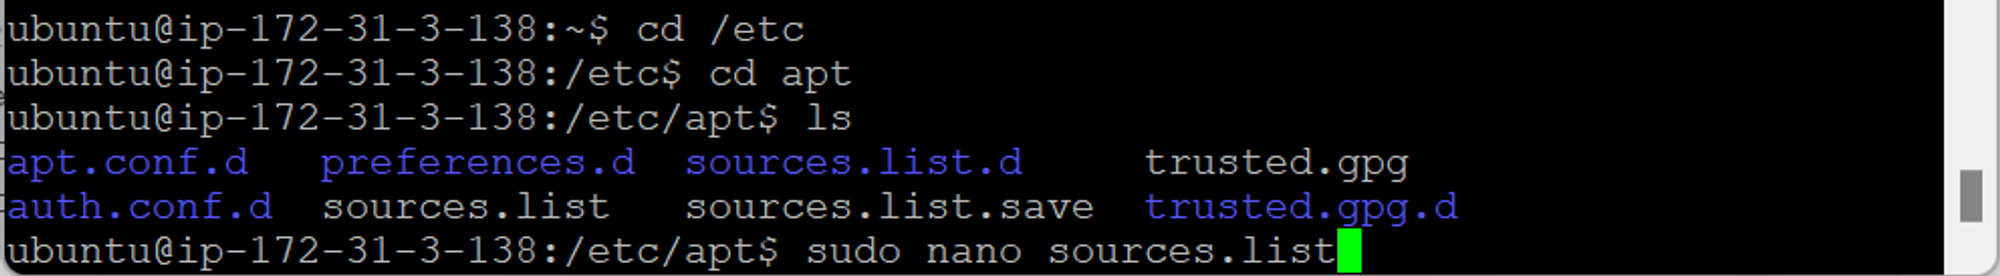 ubuntu@ip-172-31-3-138:~$ cd /etc
ubuntu@ip-172-31-3-138:/etc$ cd apt
ubuntu@ip-172-31-3-138:/etc/apt$ ls
apt.conf.d   preferences.d  sources.list.d     trusted.gpg
auth.conf.d  sources.list   sources.list.save  trusted.gpg.d
ubuntu@ip-172-31-3-138:/etc/apt$ sudo nano sources.list